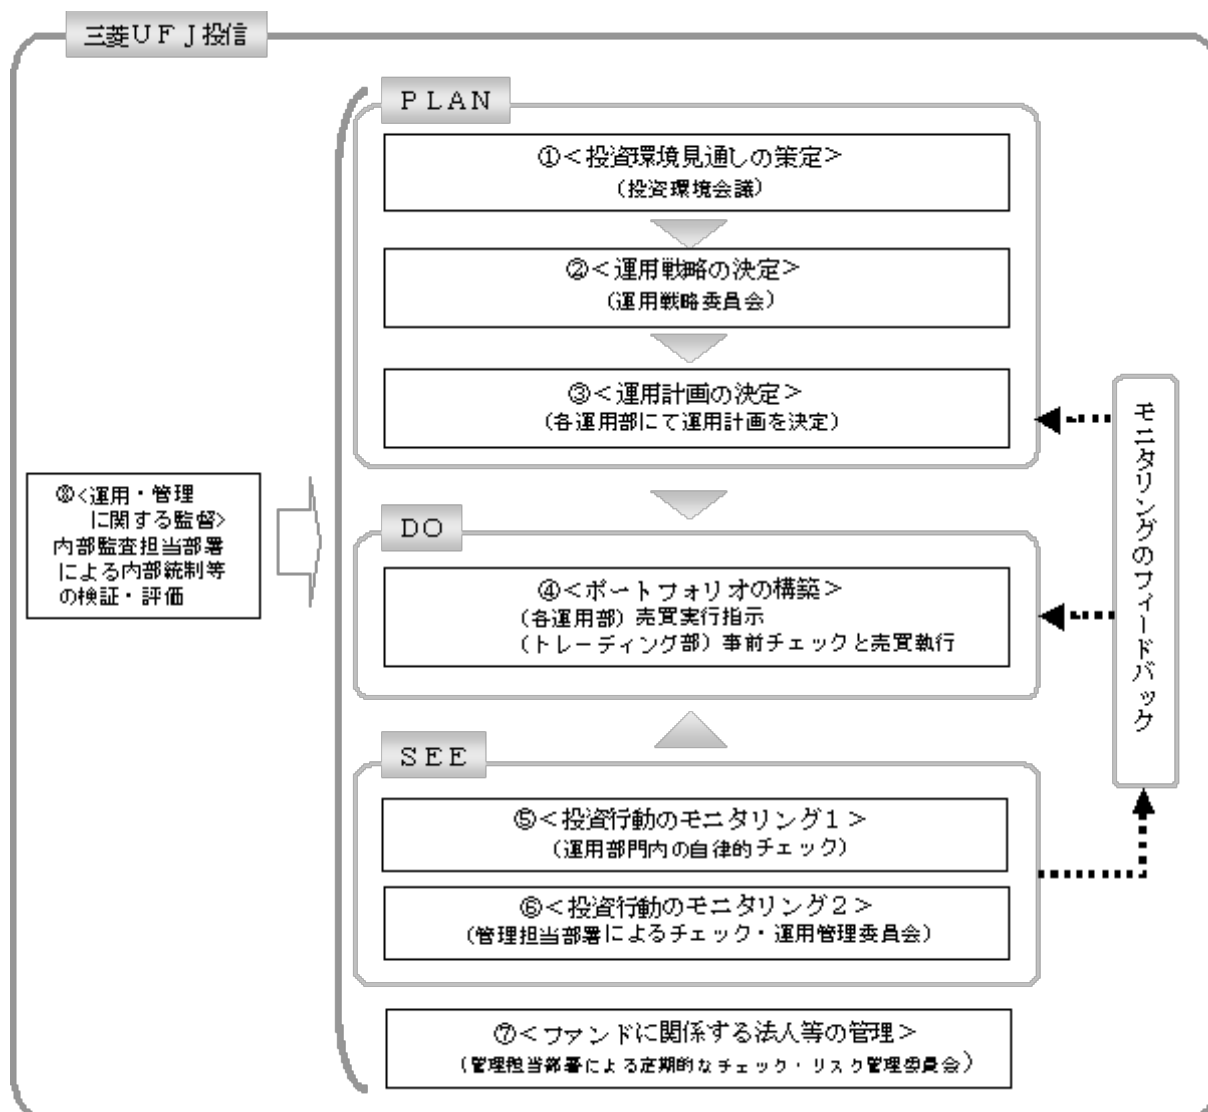 三菱ＵＦＪ投信
ＰＬＡＮ
①＜投資環境見通しの策定＞
（投資環境会議）
②＜運用戦略の決定＞
（運用戦略委員会）
③＜運用計画の決定＞
（各運用部にて運用計画を決定）
モニタリングのフィードバック
⑧＜運用・管理
に関する監督＞
内部監査担当部署
による内部統制等
の検証・評価
ＤＯ
④＜ポートフォリオの構築＞
（各運用部）売買実行指示
（トレーディング部）事前チェックと売買執行
ＳＥＥ
⑤＜投資行動のモニタリング１＞
（運用部門内の自律的チェック）
⑥＜投資行動のモニタリング２＞
（管理担当部署によるチェック・運用管理委員会）
⑦＜ファンドに関係する法人等の管理＞
（管理担当部署による定期的なチェック・リスク管理委員会）